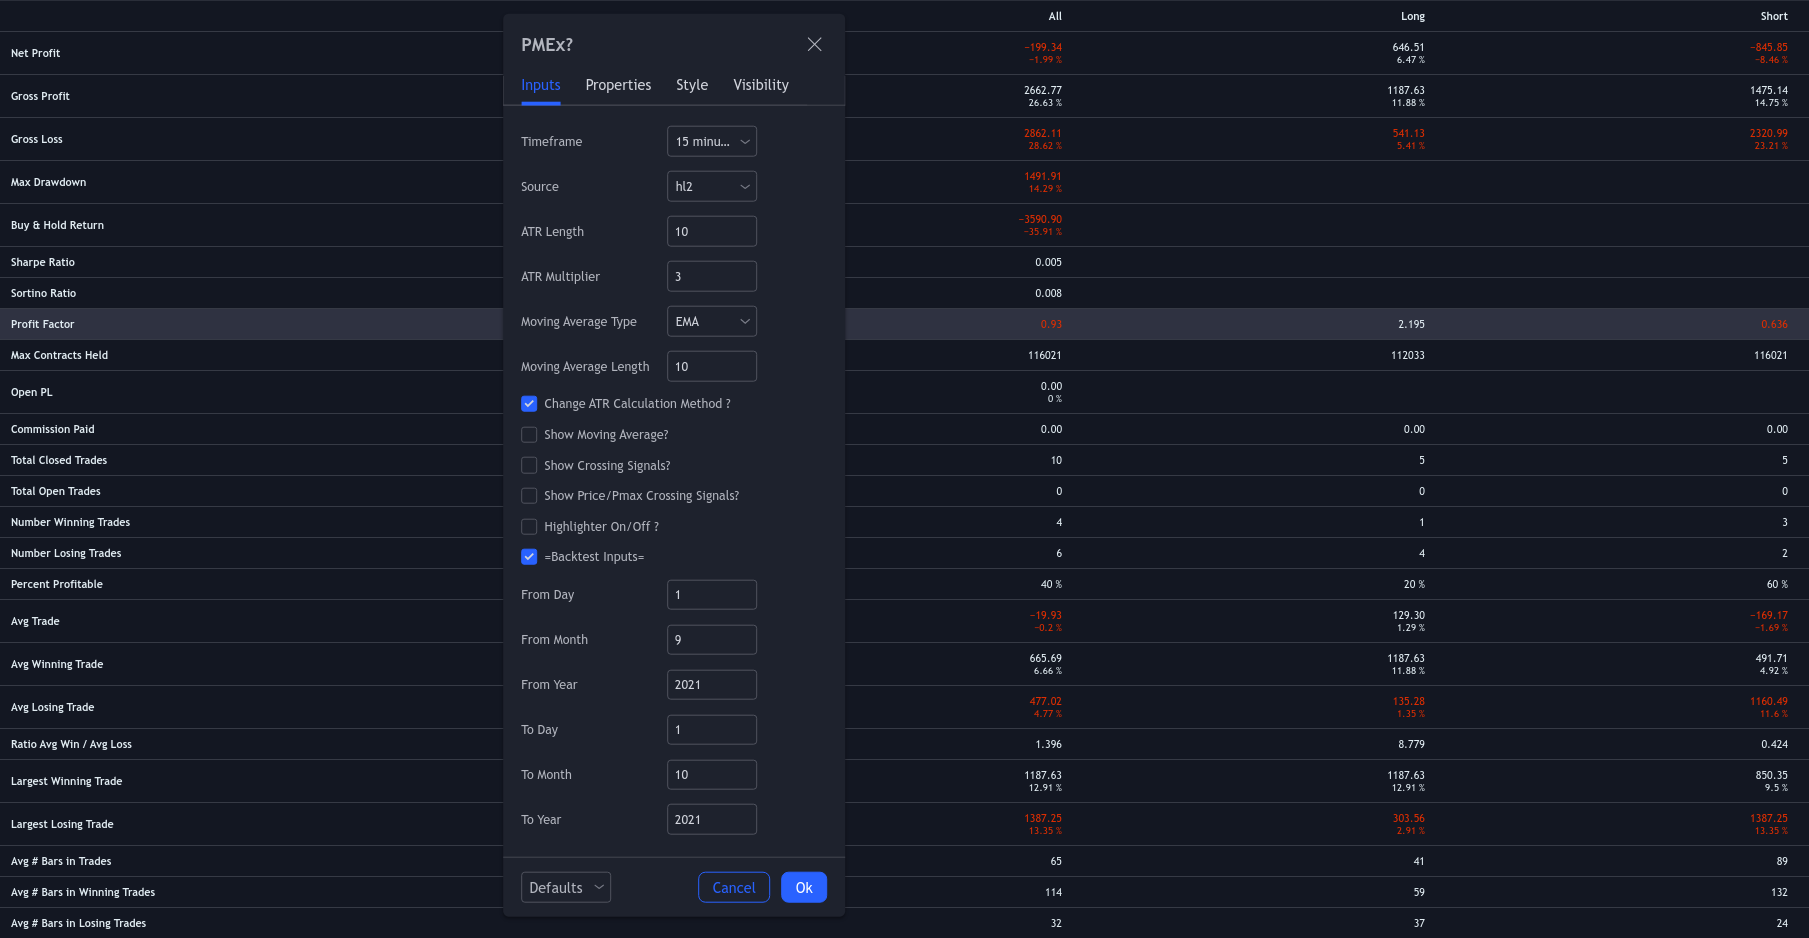 All Long Short
Net Profit −199.34 646.51 −845.85
−1.99 % 6.47 % −8.46 %
Gross Profit 2662.77 1187.63 1475.14
26.63 % 11.88 % 14.75 %
Gross Loss 2862.11 541.13 2320.99
28.62 % 5.41 % 23.21 %
Max Drawdown 1491.91
14.29 %
Buy & Hold Return −3590.90
−35.91 %
Sharpe Ratio 0.005
Sortino Ratio 0.008
Profit Factor 0.93 2.195 0.636
Max Contracts Held 116021 112033 116021
Open PL 0.00
0 %
Commission Paid 0.00 0.00 0.00
Total Closed Trades 10 5 5
Total Open Trades 0 0 0
Number Winning Trades 4 1 3
Number Losing Trades 6 4 2
Percent Profitable 40 % 20 % 60 %
Avg Trade −19.93 129.30 −169.17
−0.2 % 1.29 % −1.69 %
Avg Winning Trade 665.69 1187.63 491.71
6.66 % 11.88 % 4.92 %
Avg Losing Trade 477.02 135.28 1160.49
4.77 % 1.35 % 11.6 %
Ratio Avg Win / Avg Loss 1.396 8.779 0.424
Largest Winning Trade 1187.63 1187.63 850.35
12.91 % 12.91 % 9.5 %
Largest Losing Trade 1387.25 303.56 1387.25
13.35 % 2.91 % 13.35 %
Avg # Bars in Trades 65 41 89
Avg # Bars in Winning Trades 114 59 132
Avg # Bars in Losing Trades 32 37 24
PMEx?
Inputs Properties Style Visibility
Timeframe 15 minu...
Source hl2
ATR Length 10
ATR Multiplier 3
Moving Average Type EMA
Moving Average Length 10
Change ATR Calculation Method ?
Show Moving Average?
Show Crossing Signals?
Show Price/Pmax Crossing Signals?
Highlighter On/Off ?
=Backtest Inputs=
From Day 1
From Month 9
From Year 2021
To Day 1
To Month 10
To Year 2021
Defaults Cancel Ok